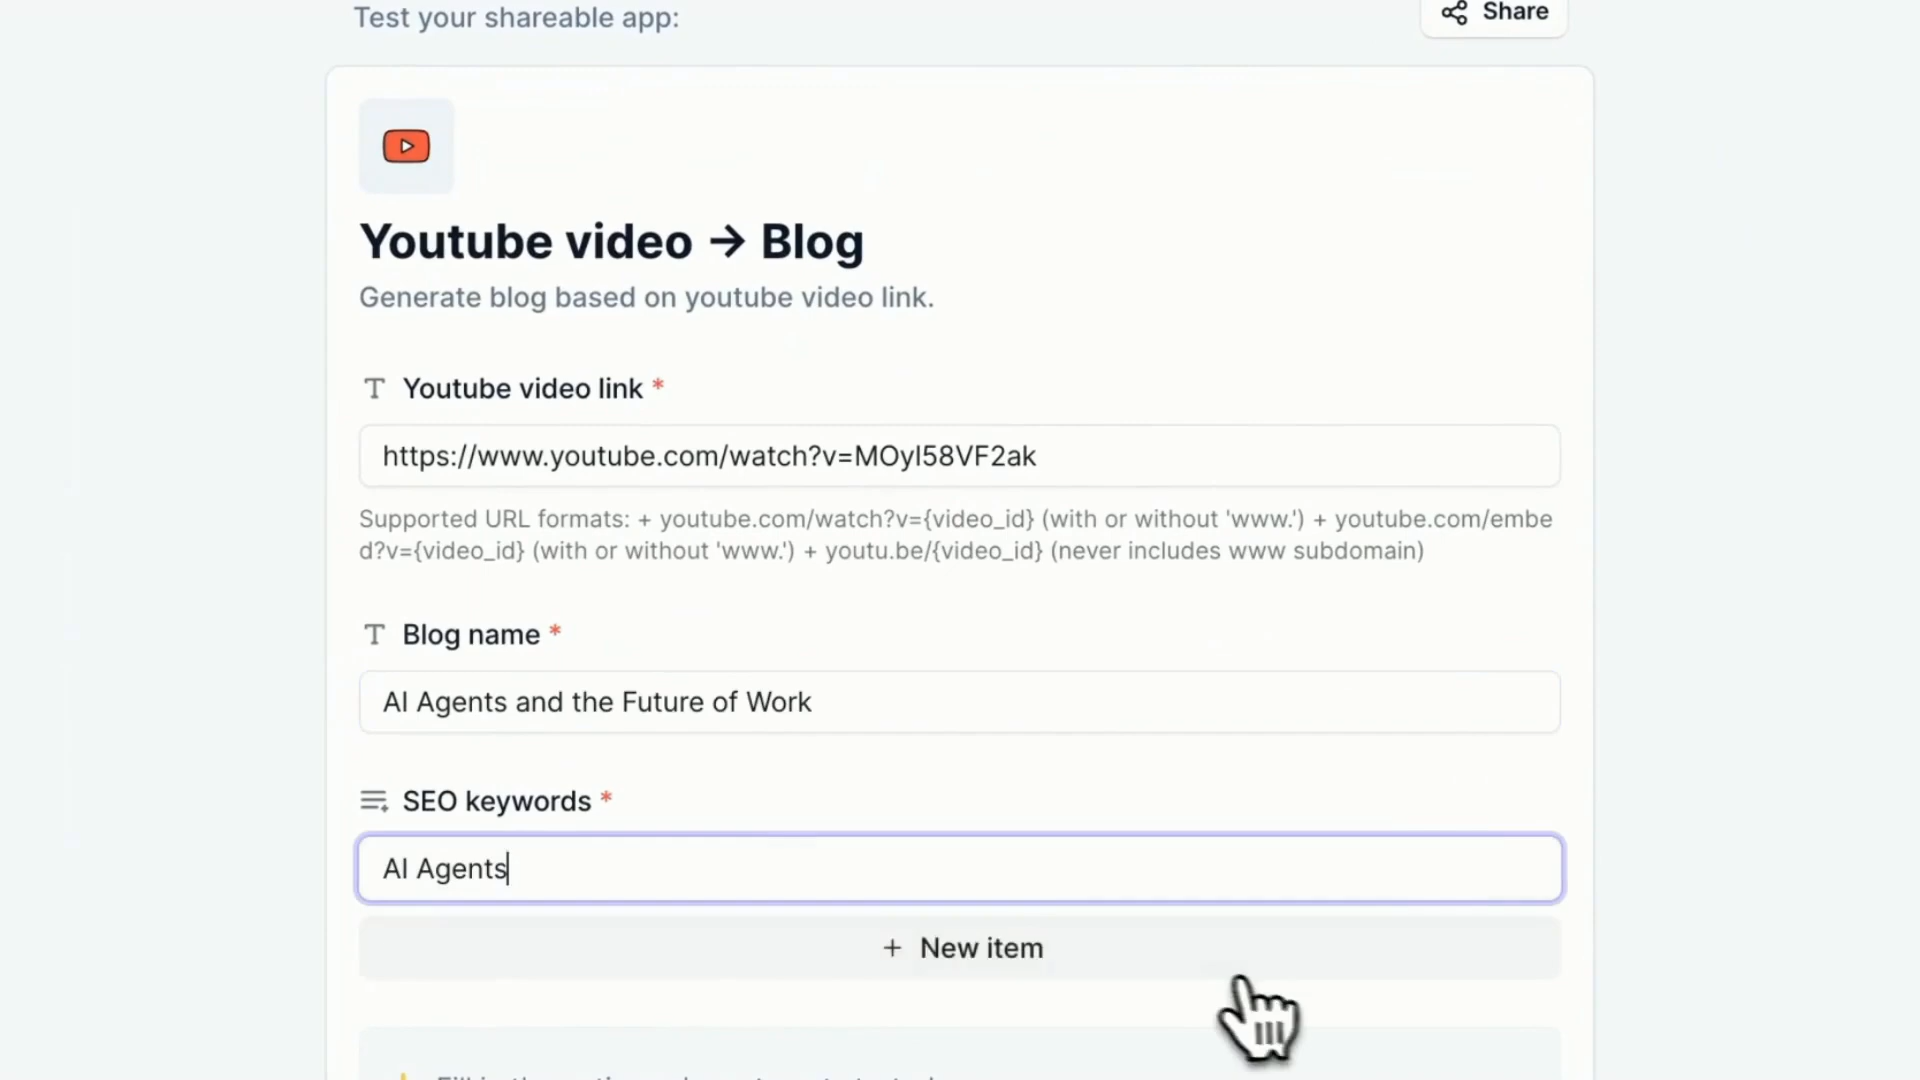 Test your shareable app:
Share
Youtube video → Blog
Generate blog based on youtube video link.
Youtube video link *
https://www.youtube.com/watch?v=MOyl58VF2ak
Supported URL formats: + youtube.com/watch?v={video_id} (with or without 'www.') + youtube.com/embe
d?v={video_id} (with or without 'www.') + youtu.be/{video_id} (never includes www subdomain)
Blog name *
AI Agents and the Future of Work
SEO keywords *
AI Agents
+ New item